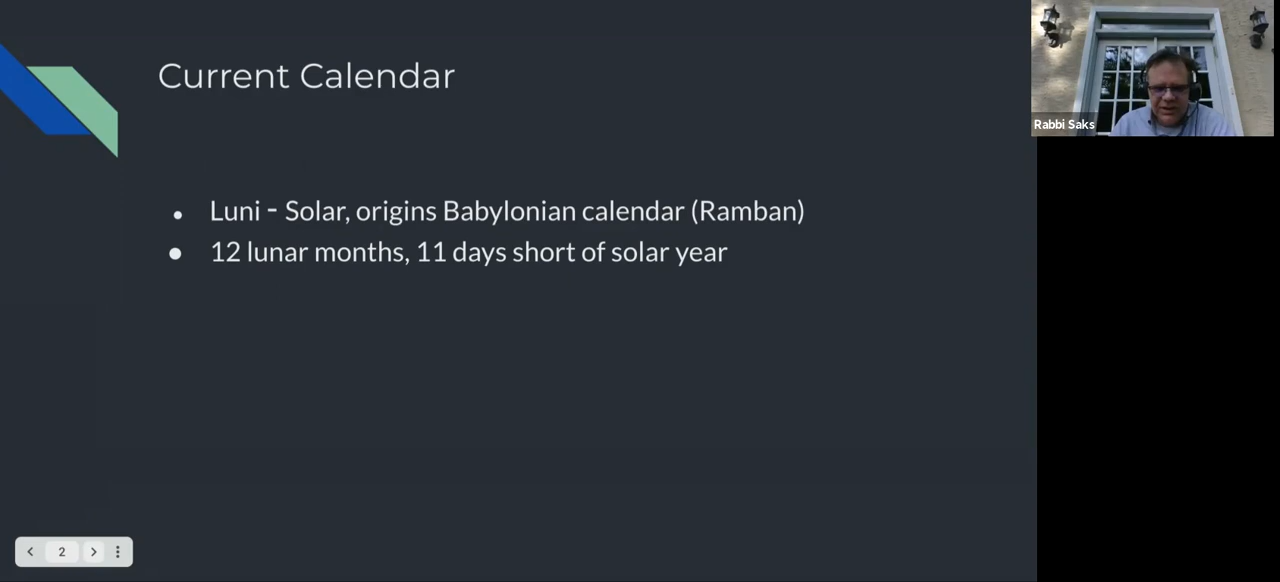 Current Calendar
Rabbi Saks
● Luni - Solar, origins Babylonian calendar (Ramban)
● 12 lunar months, 11 days short of solar year
2